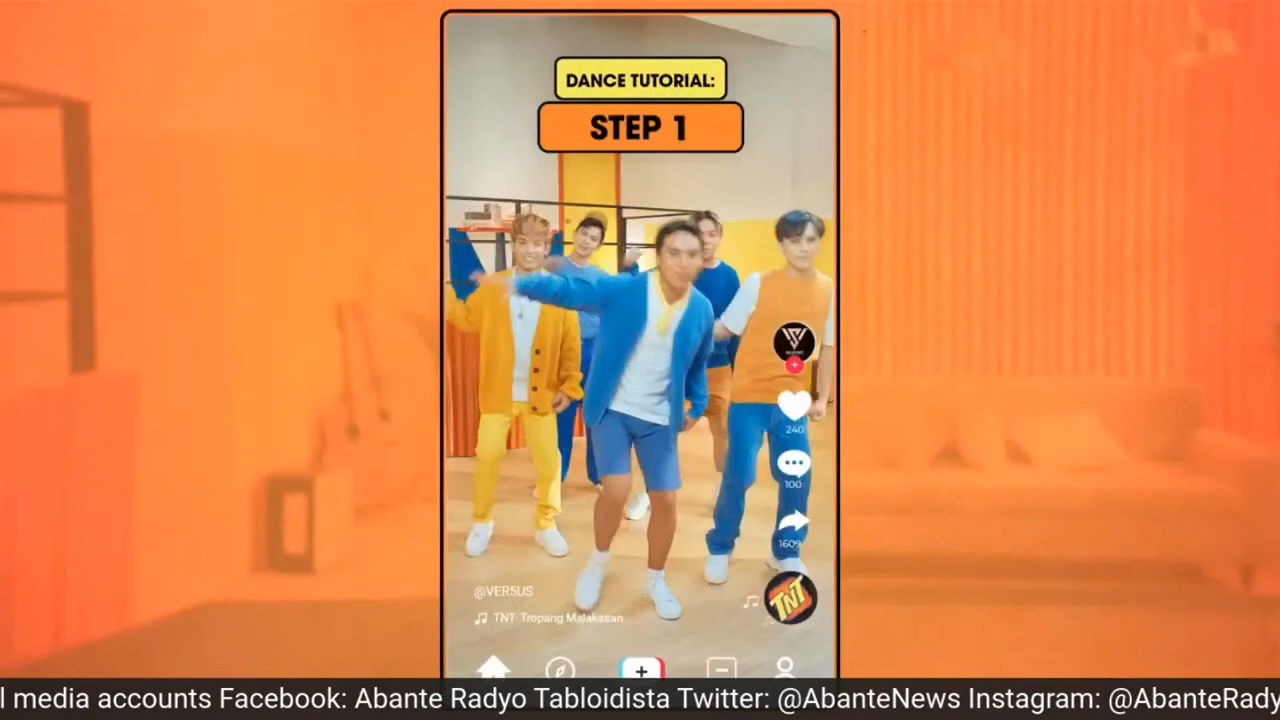 DANCE TUTORIAL:
STEP 1
240
100
1609
@VER5US
TNT- Tropang Malakasan
TNT
l media accounts Facebook: Abante Radyo Tabloidista Twitter: @AbanteNews Instagram: @AbanteRady